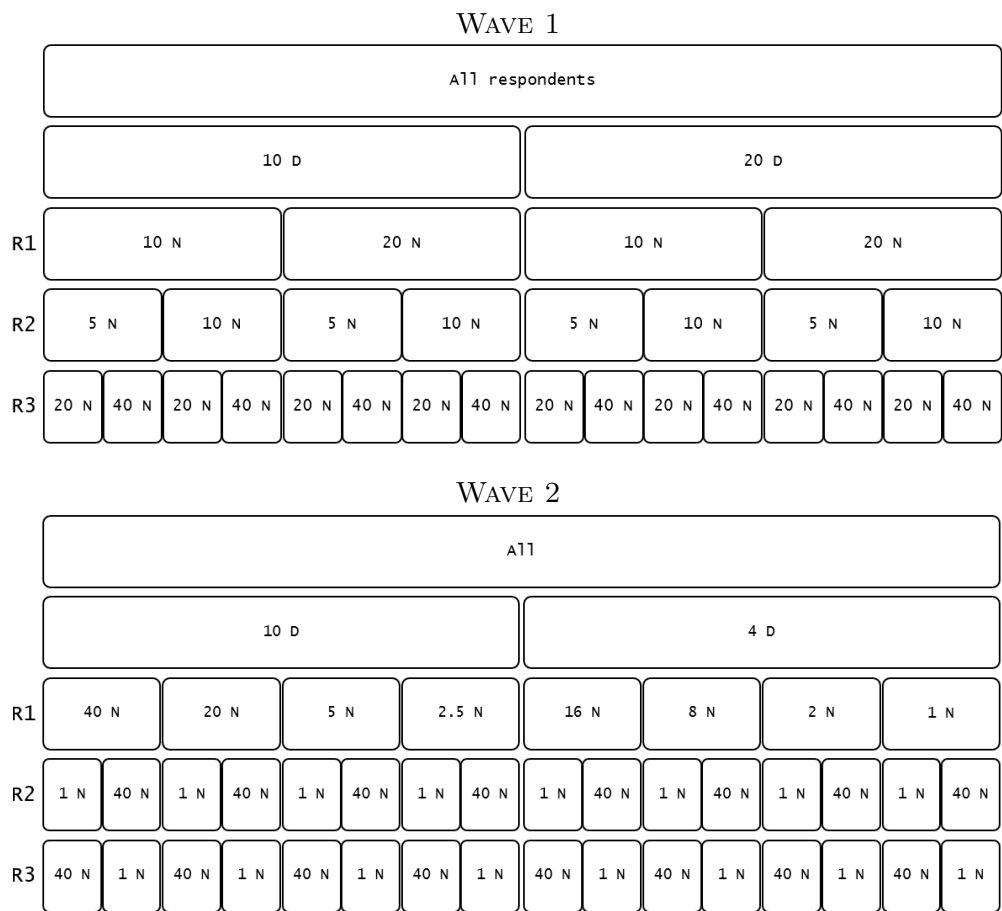 WAVE 1
All respondents
10 D 20 D
R1 10 N 20 N 10 N 20 N
R2 5 N 10 N 5 N 10 N 5 N 10 N 5 N 10 N
R3 20 N 40 N 20 N 40 N 20 N 40 N 20 N 40 N 20 N 40 N 20 N 40 N 20 N 40 N 20 N 40 N
WAVE 2
All
10 D 4 D
R1 40 N 20 N 5 N 2.5 N 16 N 8 N 2 N 1 N
R2 1 N 40 N 1 N 40 N 1 N 40 N 1 N 40 N 1 N 40 N 1 N 40 N 1 N 40 N 1 N 40 N
R3 40 N 1 N 40 N 1 N 40 N 1 N 40 N 1 N 40 N 1 N 40 N 1 N 40 N 1 N 40 N 1 N